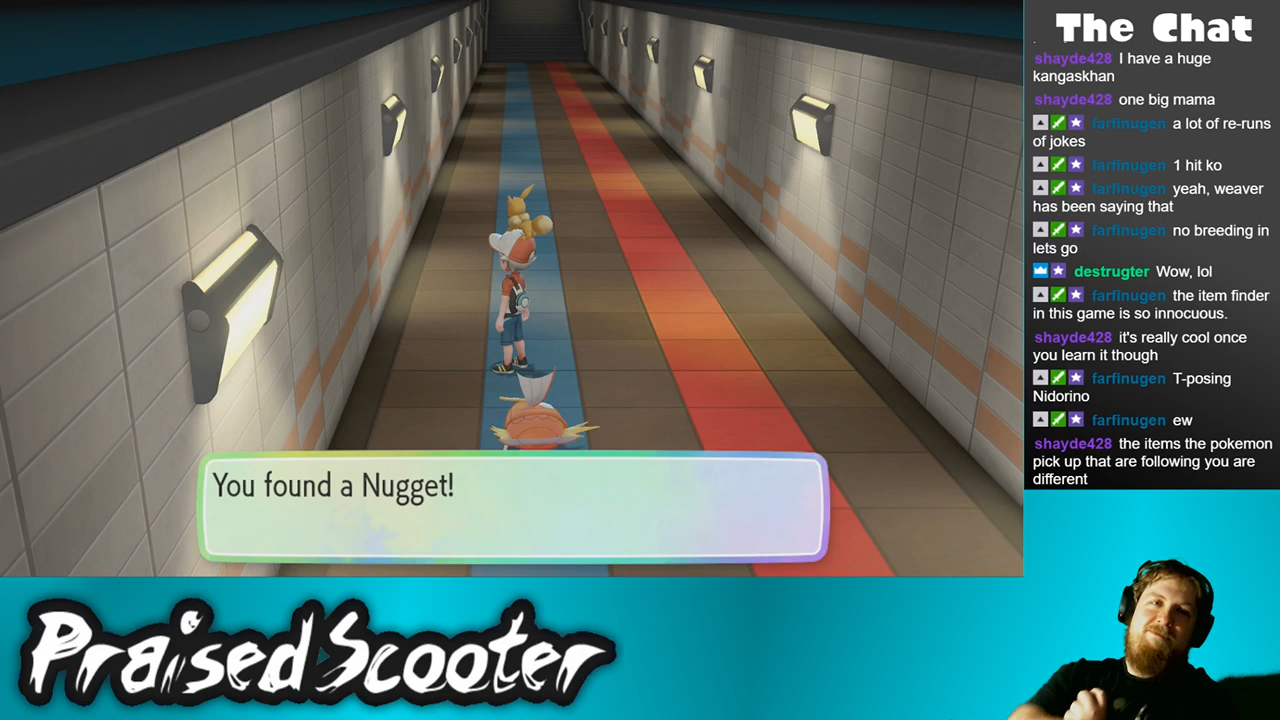 The Chat
shayde428 I have a huge
kangaskhan
shayde428 one big mama
farfinugen a lot of re-runs
of jokes
farfinugen 1 hit ko
farfinugen yeah, weaver
has been saying that
farfinugen no breeding in
lets go
destrugter Wow, lol
farfinugen the item finder
in this game is so innocuous.
shayde428 it's really cool once
you learn it though
farfinugen T-posing
Nidorino
farfinugen ew
shayde428 the items the pokemon
pick up that are following you are
different
You found a Nugget!
PraisedScooter